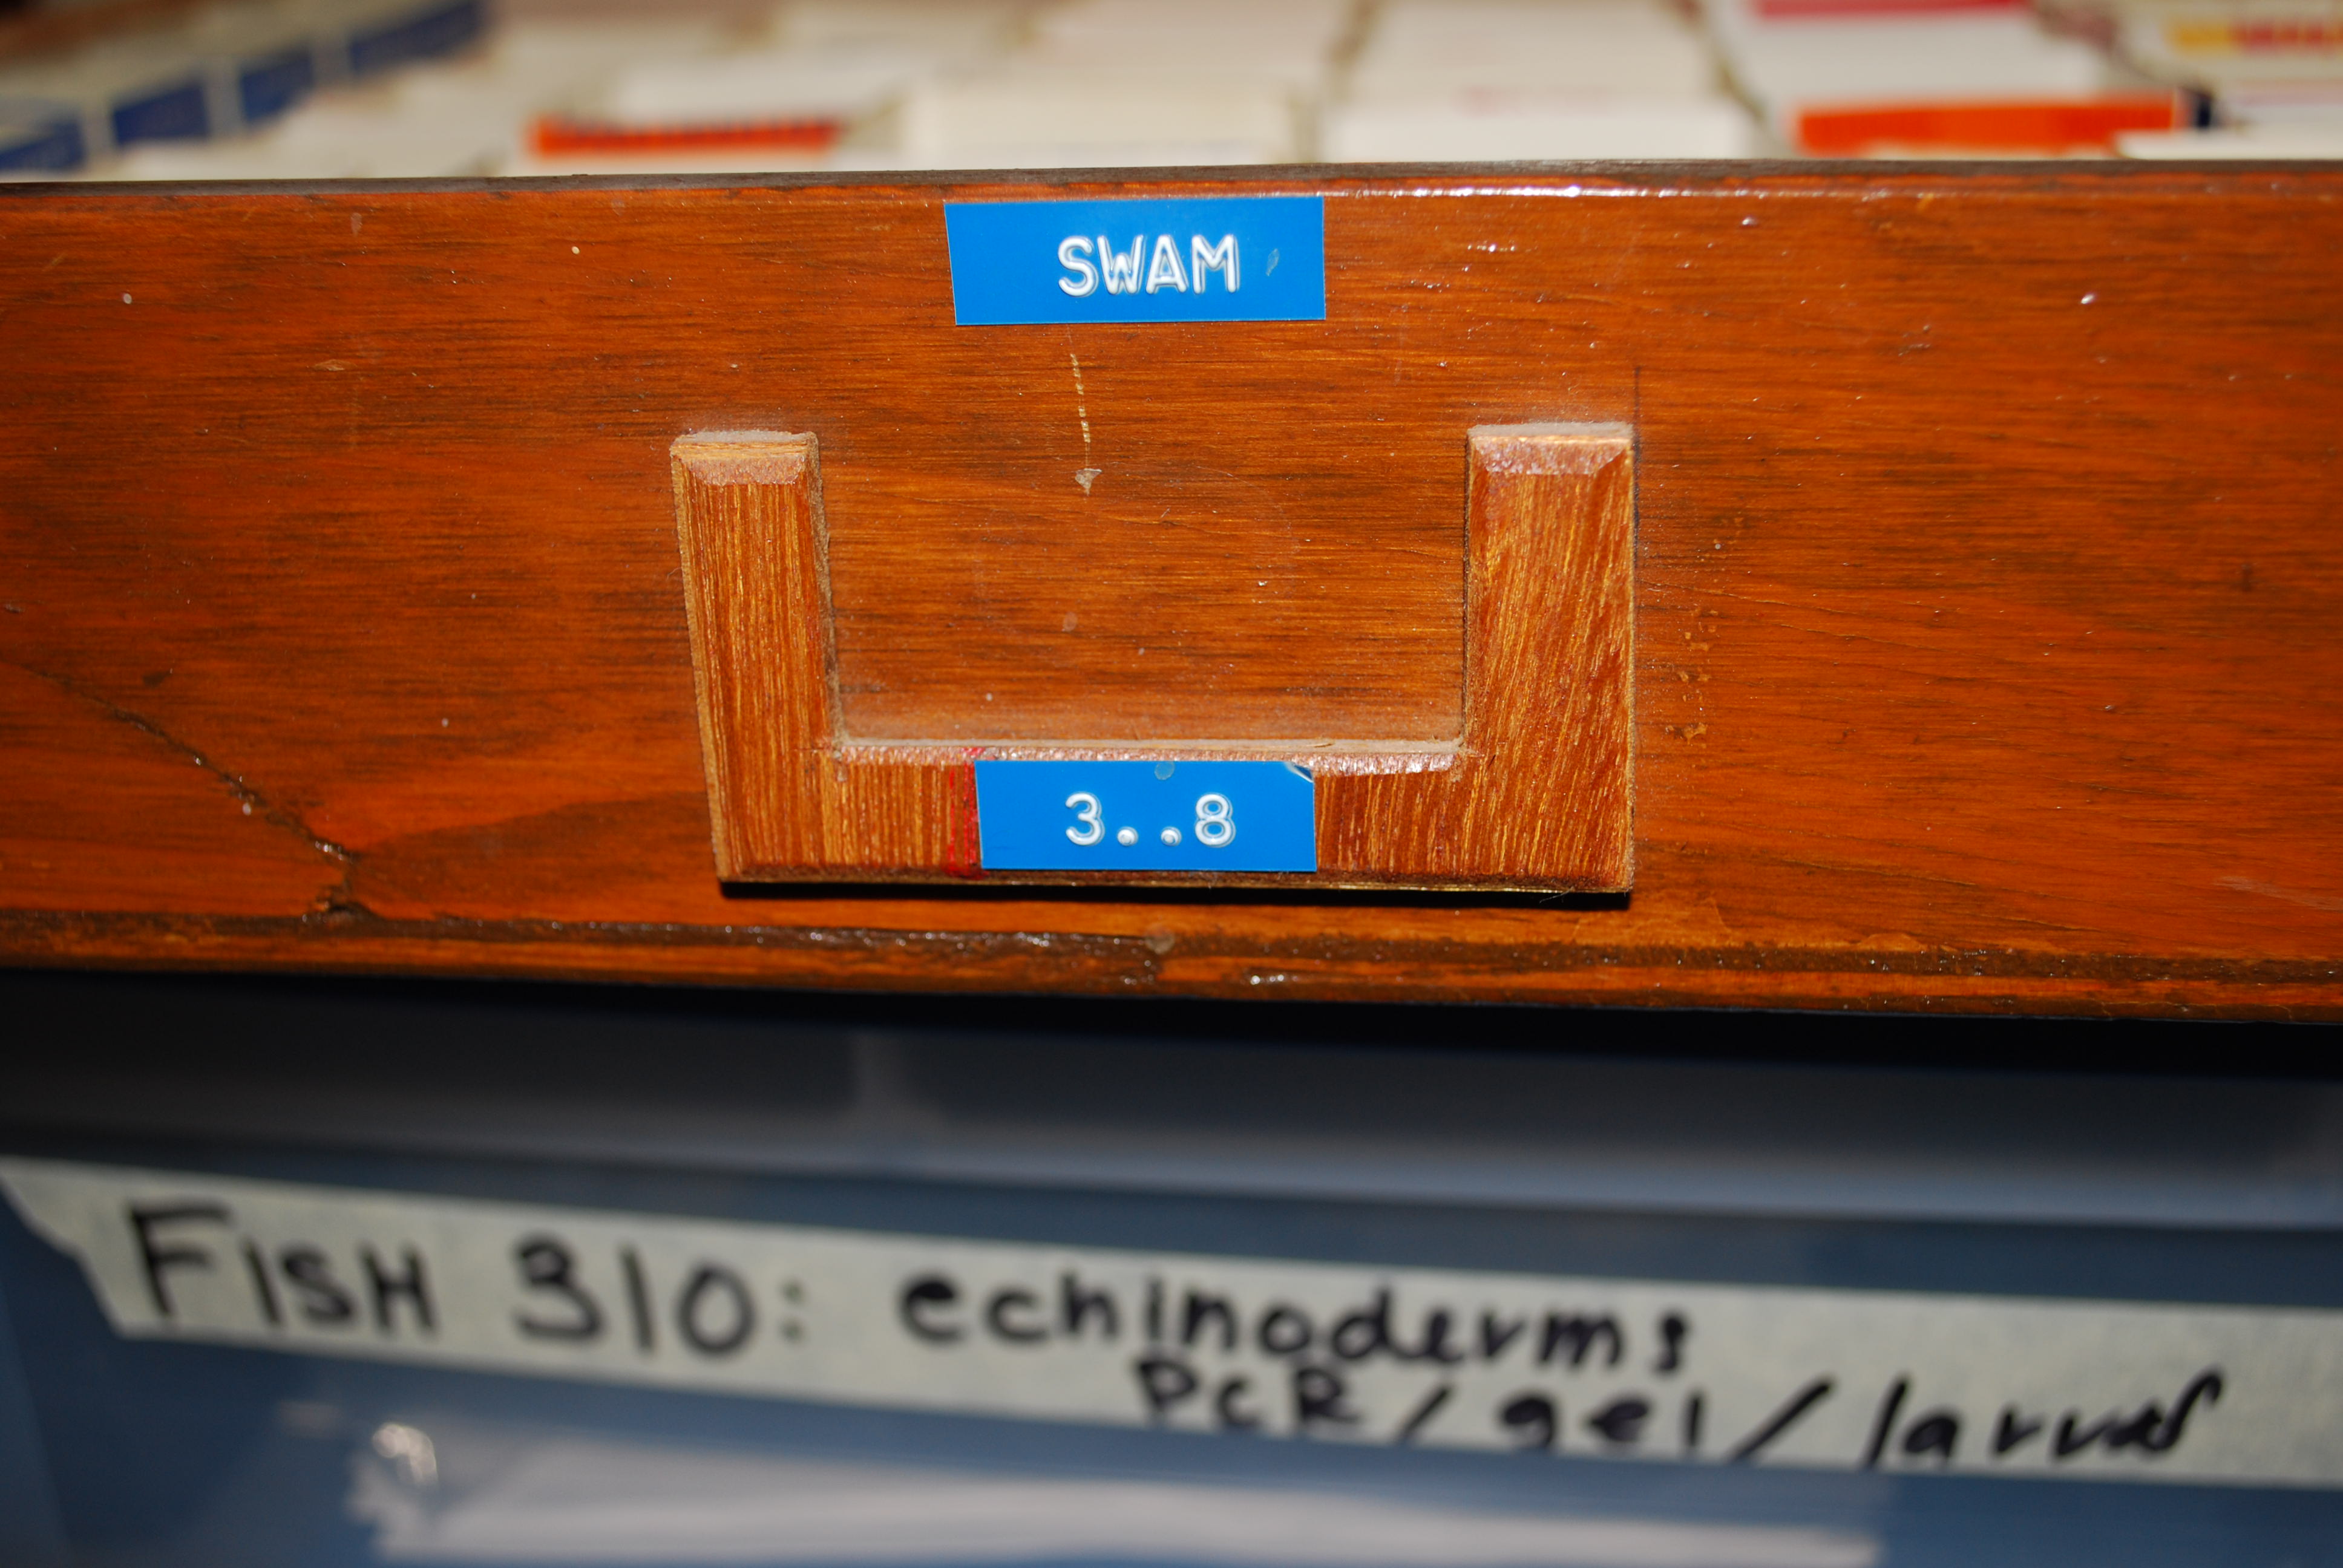 SWAM
3..8
FISH 310: echinoderms
PCR/gel/larvae